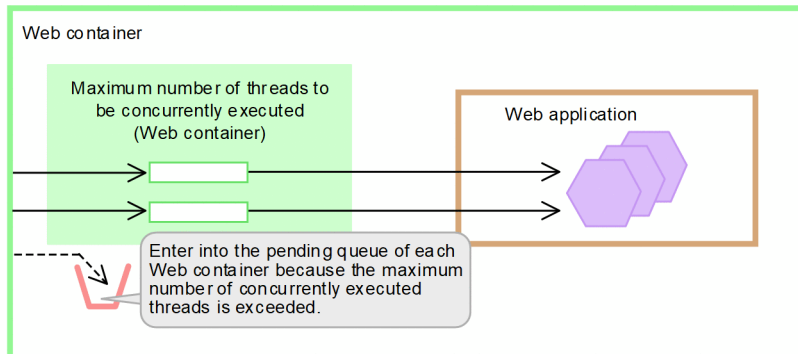 Web container
Maximum number of threads to
be concurrently executed
(Web container)
Web application
Enter into the pending queue of each
Web container because the maximum
number of concurrently executed
threads is exceeded.